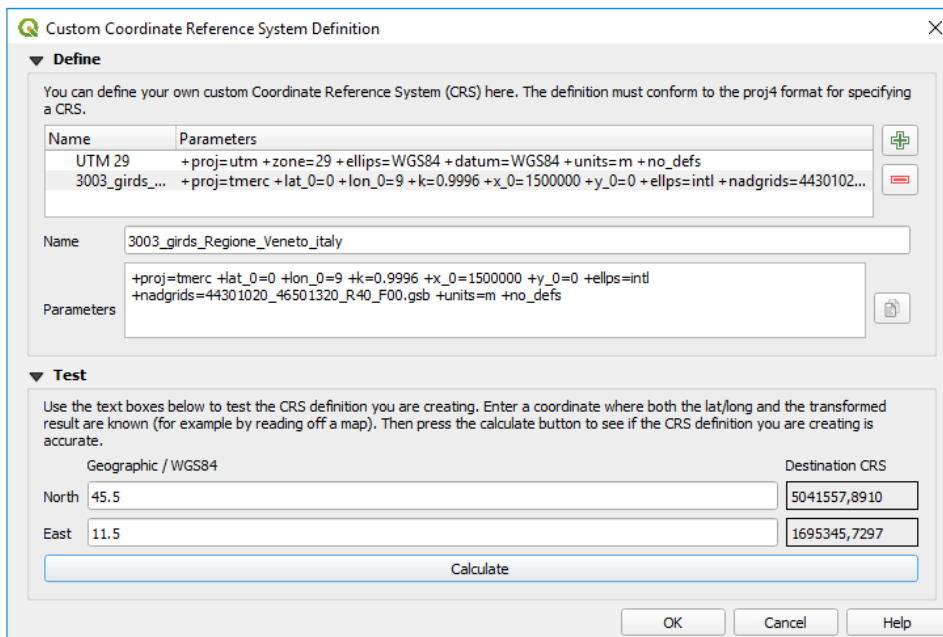 Custom Coordinate Reference System Definition
Define
You can define your own custom Coordinate Reference System (CRS) here. The definition must conform to the proj4 format for specifying
a CRS.
Name Parameters
UTM 29 +proj=utm +zone=29 +ellips=WGS84 +datum=WGS84 +units=m +no_defs
3003_girds_... +proj=tmerc +lat_0=0 +lon_0=9 +k=0.9996 +x_0=1500000 +y_0=0 +ellps=intl +nadgrids=4430102...
Name 3003_girds_Regione_Veneto_italy
+proj=tmerc +lat_0=0 +lon_0=9 +k=0.9996 +x_0=1500000 +y_0=0 +ellps=intl
+nadgrids=44301020_46501320_R40_F00.gsb +units=m +no_defs
Parameters
Test
Use the text boxes below to test the CRS definition you are creating. Enter a coordinate where both the lat/long and the transformed
result are known (for example by reading off a map). Then press the calculate button to see if the CRS definition you are creating is
accurate.
Geographic / WGS84 Destination CRS
North 45.5 5041557,8910
East 11.5 1695345,7297
Calculate
OK Cancel Help